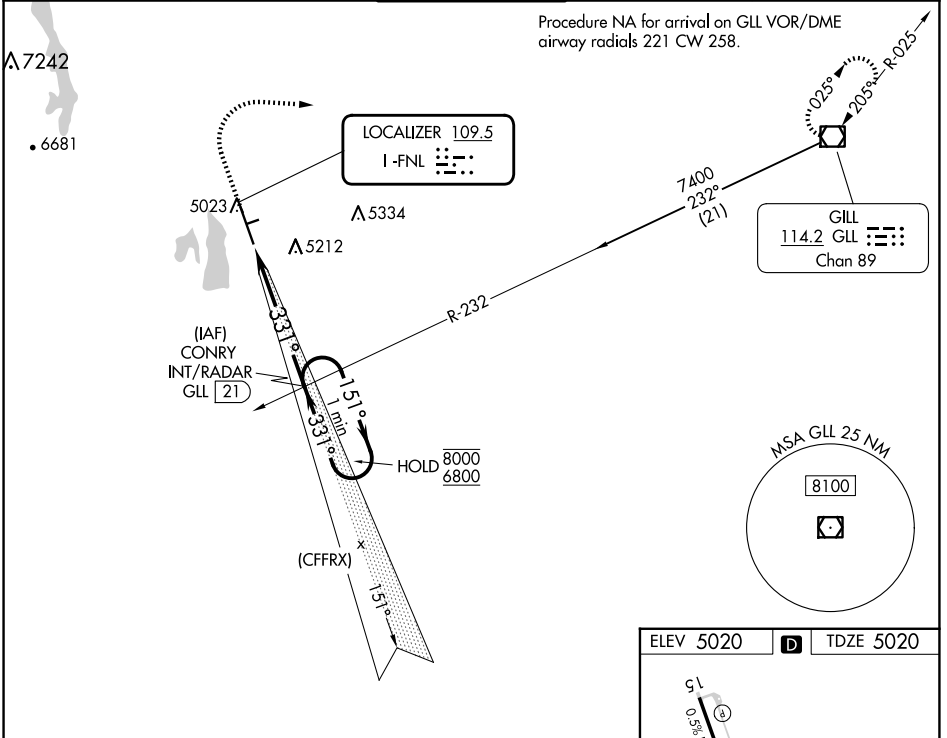 Procedure NA for arrival on GLL VOR/DME
airway radials 221 CW 258.
7242
6681
LOCALIZER 109.5
I-FNL
5023
5334
5212
025°
205°
R-025
7400
232°
(21)
GILL
114.2 GLL
Chan 89
R-232
331°
(IAF)
CONRY
INT/RADAR
GLL 21
151°
1 min
331°
HOLD 8000
6800
(CFFRX)
x
151°
MSA GLL 25 NM
8100
ELEV 5020
D
TDZE 5020
15
0.5%